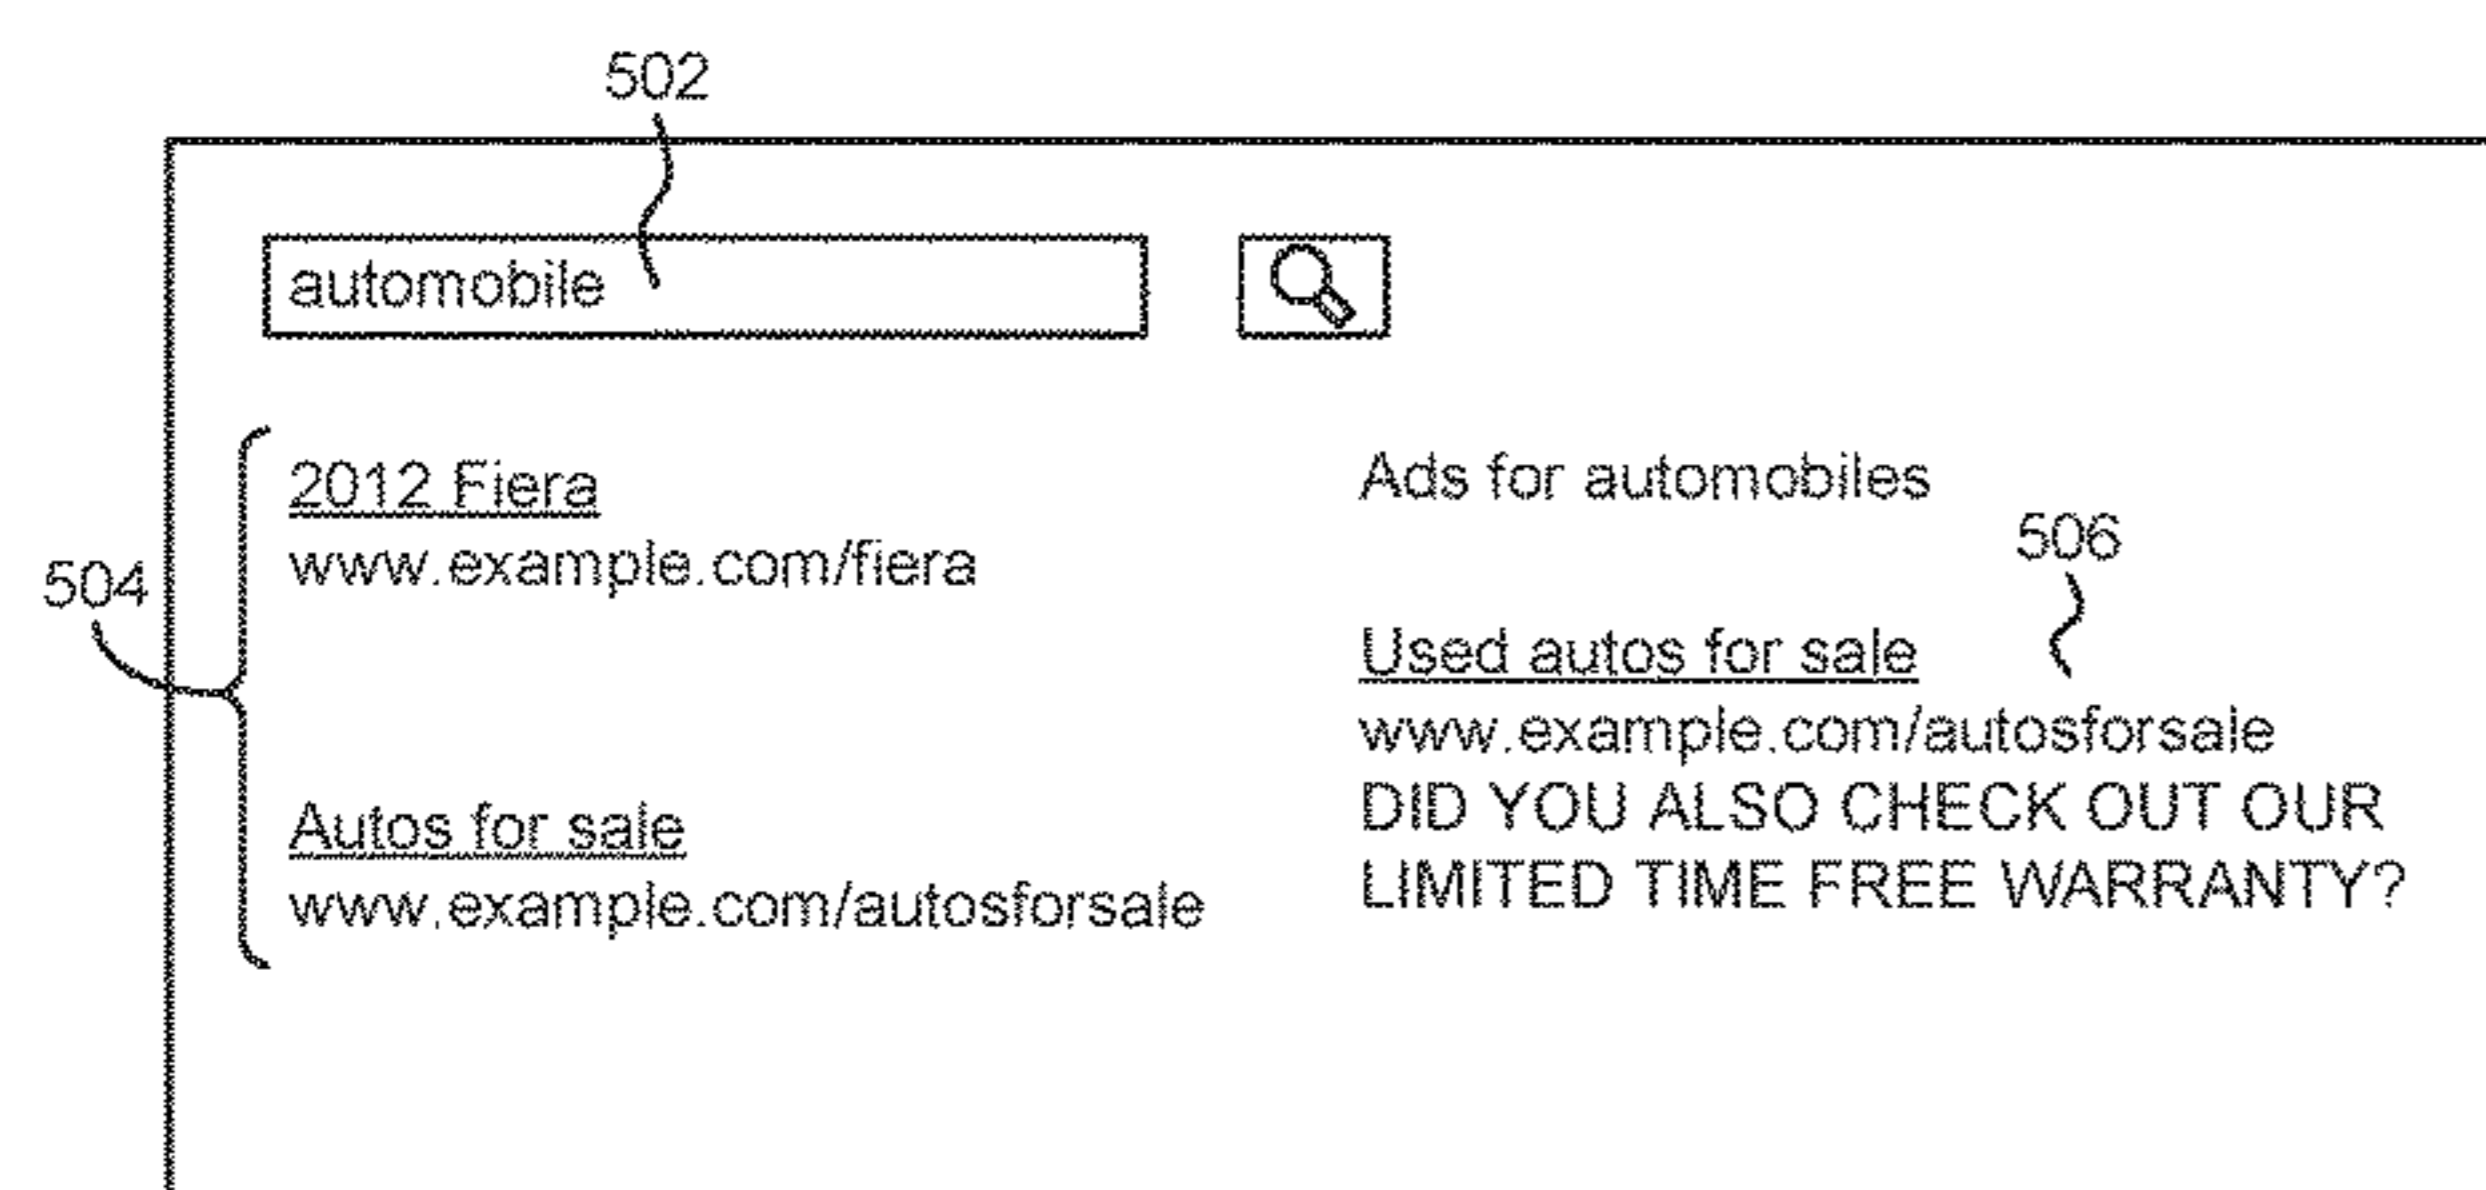 502
automobile
504
2012 Fiera
www.example.com/fiera
Autos for sale
www.example.com/autosforsale
Ads for automobiles
506
Used autos for sale
www.example.com/autosforsale
DID YOU ALSO CHECK OUT OUR
LIMITED TIME FREE WARRANTY?